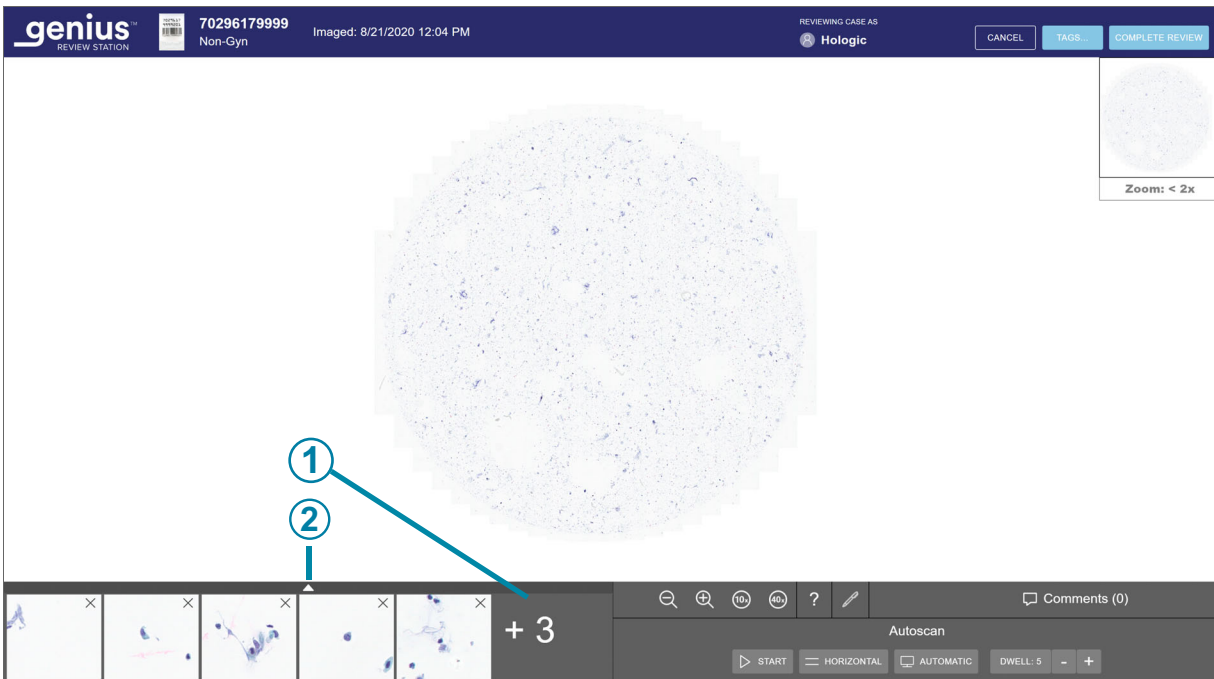 genius™
REVIEW STATION
70296179999
Non-Gyn
Imaged: 8/21/2020 12:04 PM
REVIEWING CASE AS
Hologic
CANCEL
TAGS...
COMPLETE REVIEW
Zoom: < 2x
1
2
+ 3
10x
40x
?
Comments (0)
Autoscan
START
HORIZONTAL
AUTOMATIC
DWELL: 5
-
+